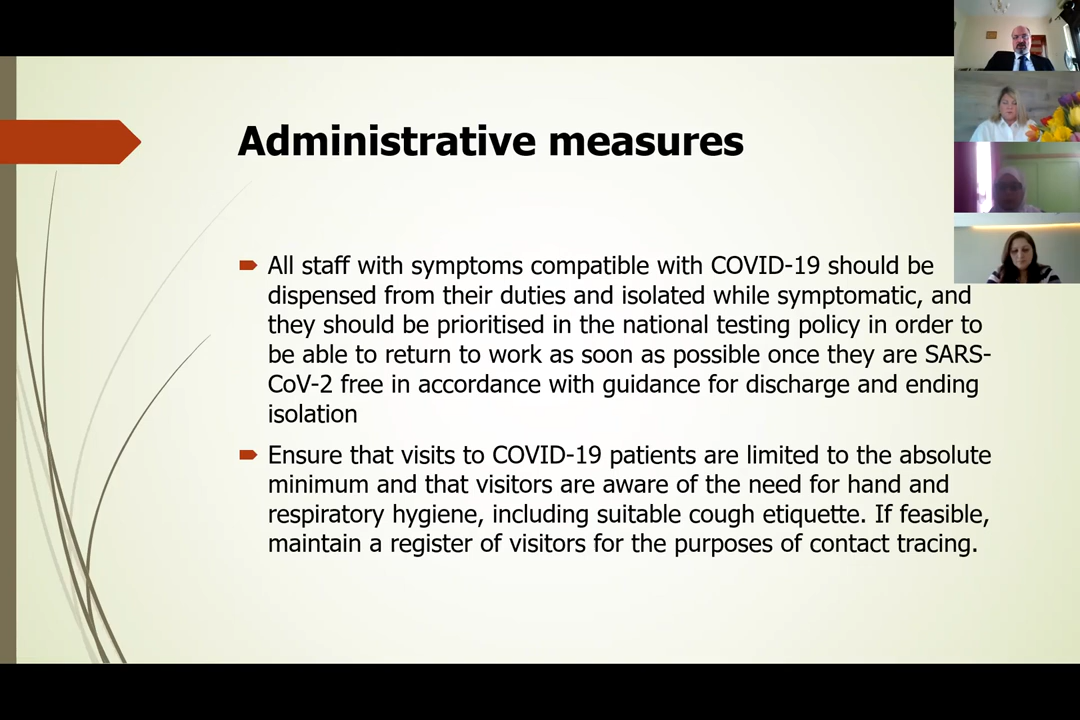 Administrative measures
All staff with symptoms compatible with COVID-19 should be
dispensed from their duties and isolated while symptomatic, and
they should be prioritised in the national testing policy in order to
be able to return to work as soon as possible once they are SARS-
CoV-2 free in accordance with guidance for discharge and ending
isolation
Ensure that visits to COVID-19 patients are limited to the absolute
minimum and that visitors are aware of the need for hand and
respiratory hygiene, including suitable cough etiquette. If feasible,
maintain a register of visitors for the purposes of contact tracing.